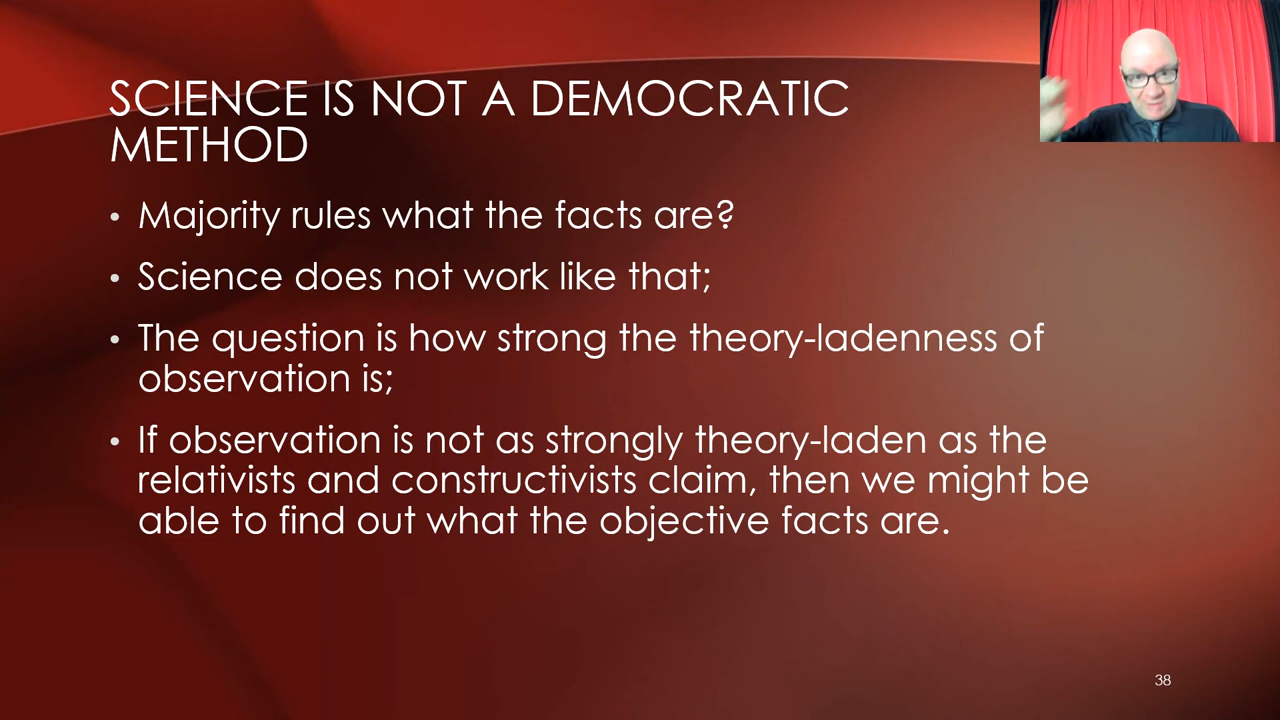 SCIENCE IS NOT A DEMOCRATIC
METHOD
• Majority rules what the facts are?
• Science does not work like that;
• The question is how strong the theory-ladenness of
observation is;
• If observation is not as strongly theory-laden as the
relativists and constructivists claim, then we might be
able to find out what the objective facts are.
38